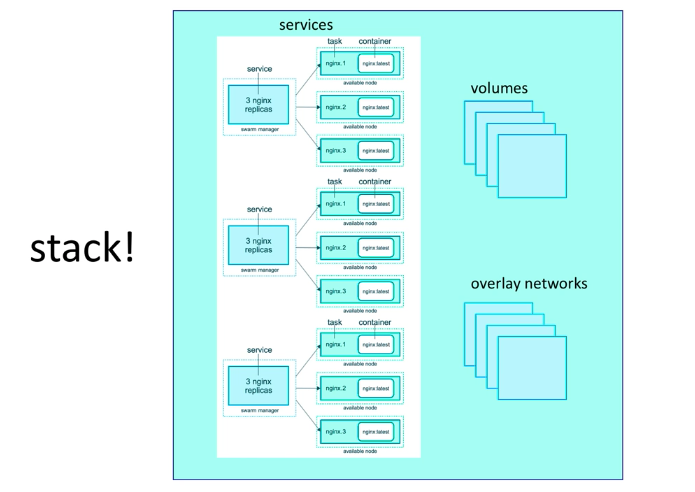 stack!
services
task container
service
nginx.1 nginx:latest
available node
3 nginx
replicas
nginx.2 nginx:latest
swarm manager
available node
nginx.3 nginx:latest
available node
task container
service
nginx.1 nginx:latest
available node
3 nginx
replicas
nginx.2 nginx:latest
swarm manager
available node
nginx.3 nginx:latest
available node
task container
service
nginx.1 nginx:latest
available node
3 nginx
replicas
nginx.2 nginx:latest
swarm manager
available node
nginx.3 nginx:latest
available node
volumes
overlay networks